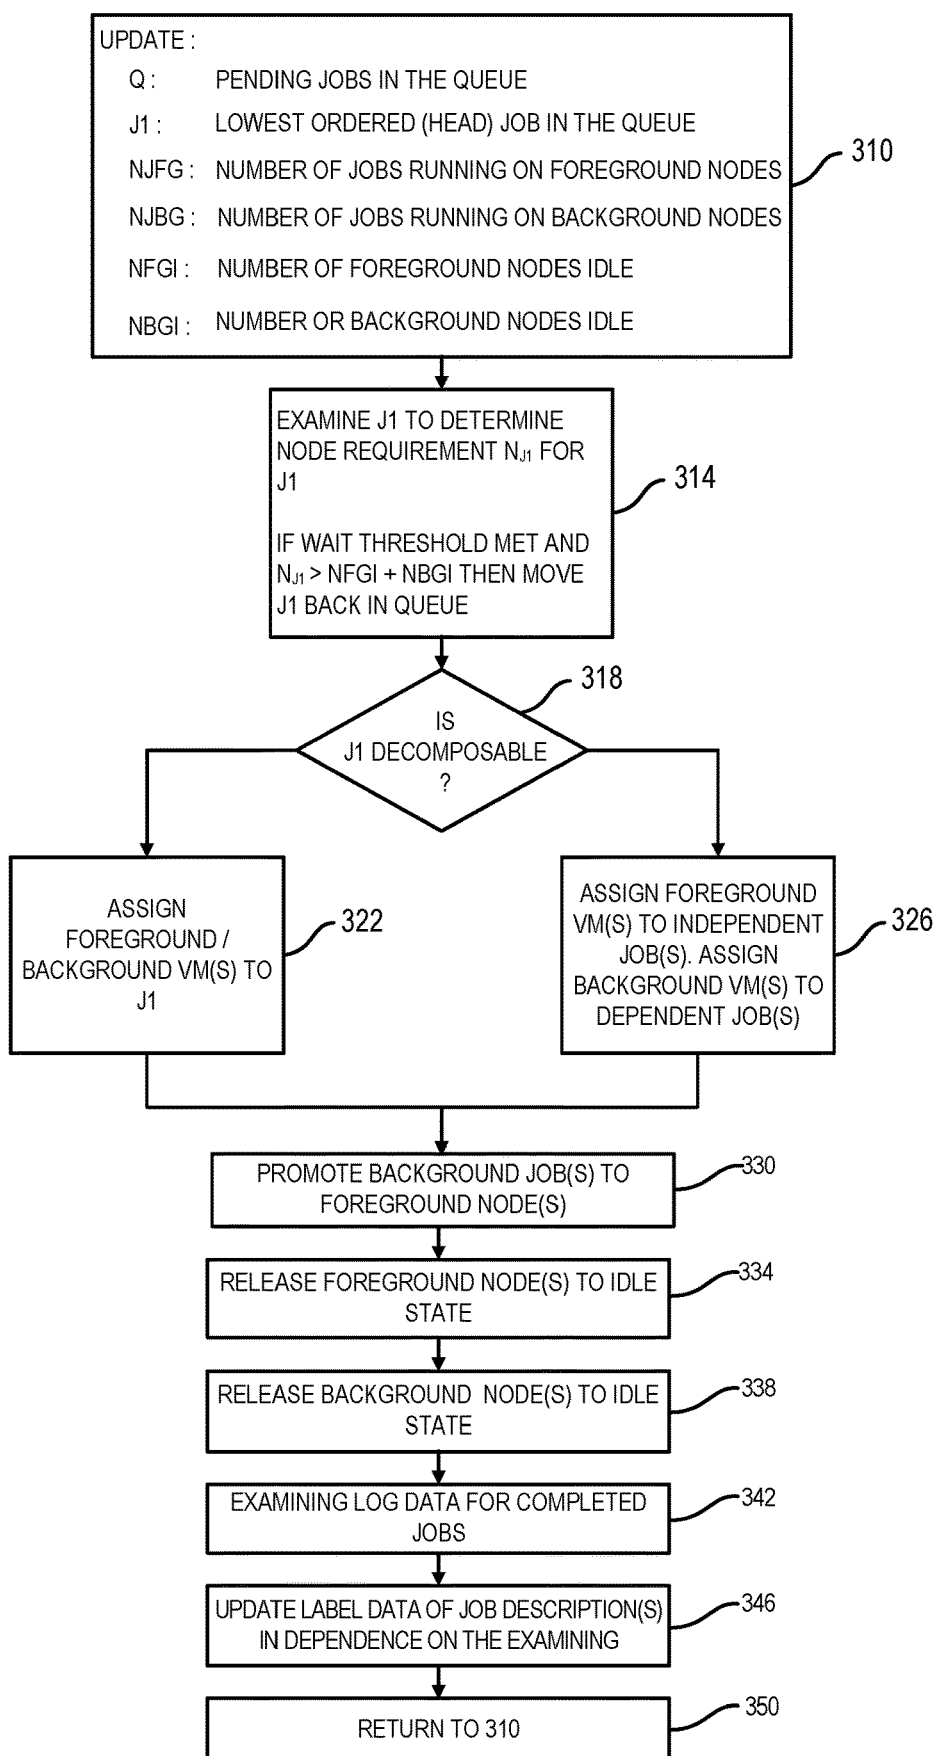 UPDATE :
Q : PENDING JOBS IN THE QUEUE
J1 : LOWEST ORDERED (HEAD) JOB IN THE QUEUE
NJFG : NUMBER OF JOBS RUNNING ON FOREGROUND NODES
310
NJBG : NUMBER OF JOBS RUNNING ON BACKGROUND NODES
NFGI : NUMBER OF FOREGROUND NODES IDLE
NBGI : NUMBER OR BACKGROUND NODES IDLE
EXAMINE J1 TO DETERMINE
NODE REQUIREMENT NJ1 FOR
J1
314
IF WAIT THRESHOLD MET AND
NJ1 > NFGI + NBGI THEN MOVE
J1 BACK IN QUEUE
318
IS
J1 DECOMPOSABLE
?
ASSIGN
FOREGROUND /
BACKGROUND VM(S) TO
J1
322
ASSIGN FOREGROUND
VM(S) TO INDEPENDENT
JOB(S). ASSIGN
BACKGROUND VM(S) TO
DEPENDENT JOB(S)
326
PROMOTE BACKGROUND JOB(S) TO
FOREGROUND NODE(S)
330
RELEASE FOREGROUND NODE(S) TO IDLE
STATE
334
RELEASE BACKGROUND NODE(S) TO IDLE
STATE
338
EXAMINING LOG DATA FOR COMPLETED
JOBS
342
UPDATE LABEL DATA OF JOB DESCRIPTION(S)
IN DEPENDENCE ON THE EXAMINING
346
RETURN TO 310
350